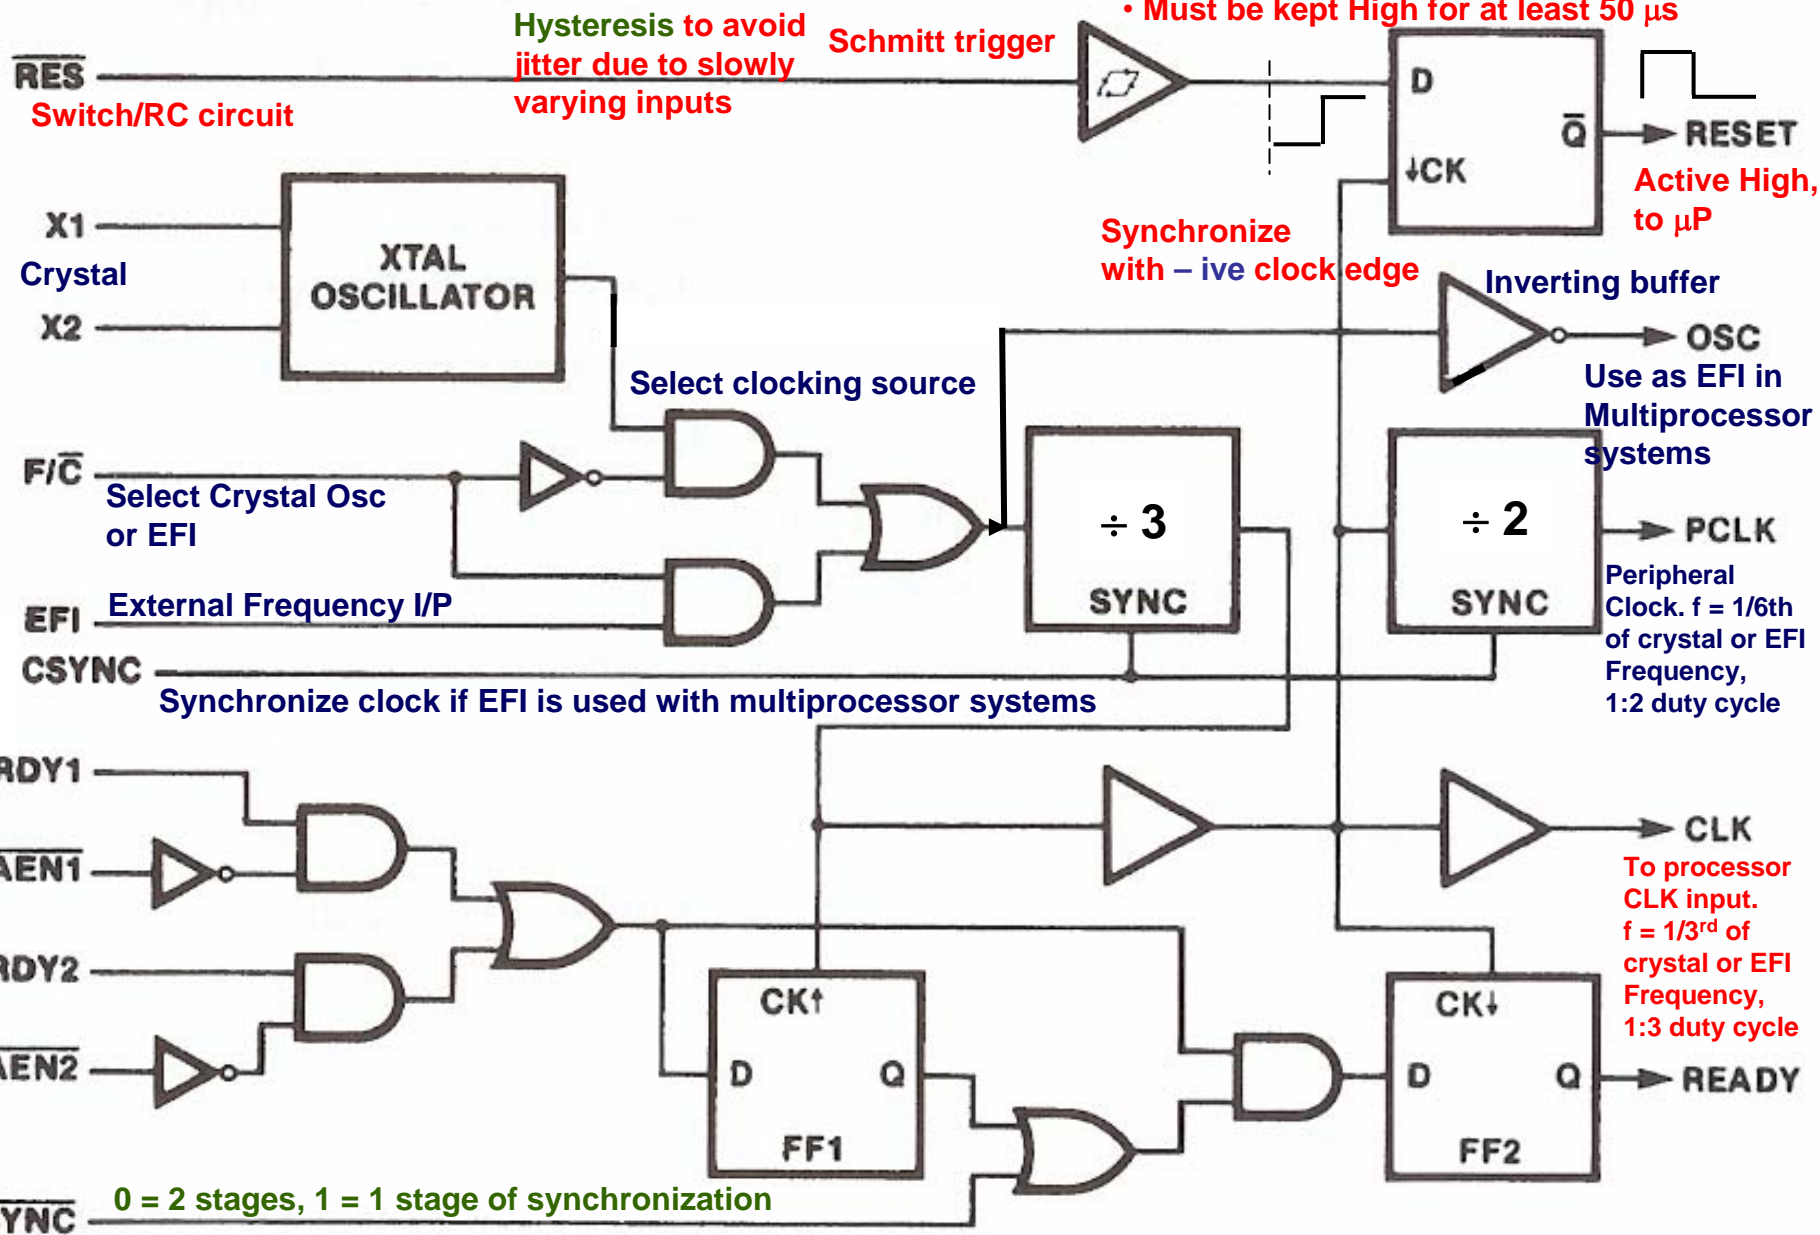 • Must be kept High for at least 50 μs
Hysteresis to avoid
jitter due to slowly
varying inputs
Schmitt trigger
RES
Switch/RC circuit
D
Q
↓CK
RESET
Active High,
to μP
Synchronize
with – ive clock edge
X1
Crystal
X2
XTAL
OSCILLATOR
Inverting buffer
OSC
Use as EFI in
Multiprocessor
systems
Select clocking source
F/C
Select Crystal Osc
or EFI
÷ 3
SYNC
÷ 2
SYNC
PCLK
Peripheral
Clock. f = 1/6th
of crystal or EFI
Frequency,
1:2 duty cycle
External Frequency I/P
EFI
CSYNC
Synchronize clock if EFI is used with multiprocessor systems
RDY1
AEN1
RDY2
AEN2
CLK
To processor
CLK input.
f = 1/3rd of
crystal or EFI
Frequency,
1:3 duty cycle
CK↑
D
Q
FF1
CK↓
D
Q
FF2
READY
0 = 2 stages, 1 = 1 stage of synchronization
YNC